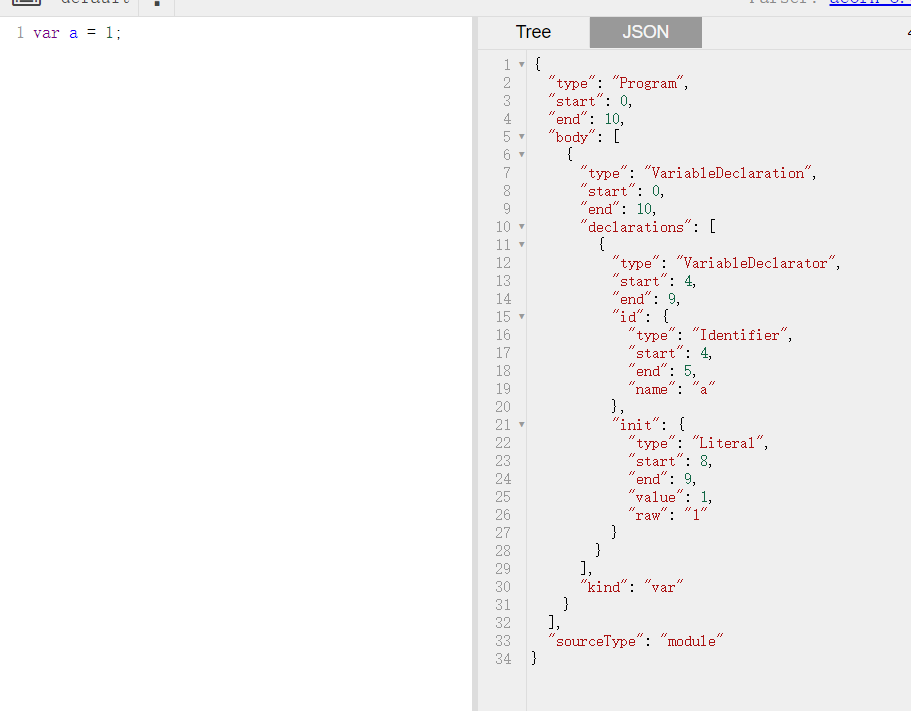 default
Parser:
1 var a = 1;
Tree JSON
1 {
2 "type": "Program",
3 "start": 0,
4 "end": 10,
5 "body": [
6 {
7 "type": "VariableDeclaration",
8 "start": 0,
9 "end": 10,
10 "declarations": [
11 {
12 "type": "VariableDeclarator",
13 "start": 4,
14 "end": 9,
15 "id": {
16 "type": "Identifier",
17 "start": 4,
18 "end": 5,
19 "name": "a"
20 },
21 "init": {
22 "type": "Literal",
23 "start": 8,
24 "end": 9,
25 "value": 1,
26 "raw": "1"
27 }
28 }
29 ],
30 "kind": "var"
31 }
32 ],
33 "sourceType": "module"
34 }